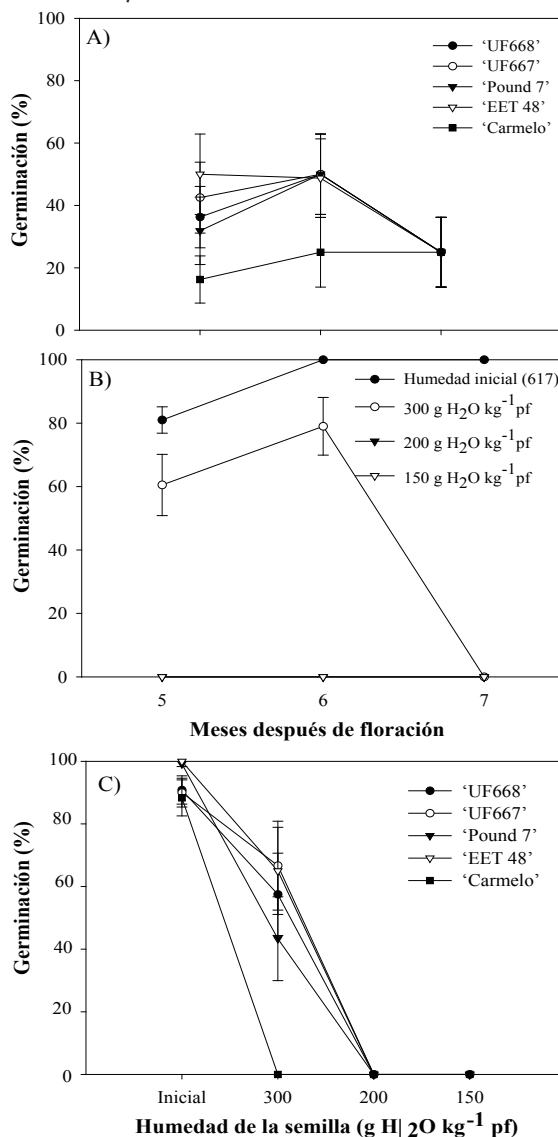 A)
‘UF668’
‘UF667’
‘Pound 7’
‘EET 48’
‘Carmelo’
Germinación (%)
100
80
60
40
20
0
B)
Humedad inicial (617)
300 g H2O kg-1pf
200 g H2O kg-1pf
150 g H2O kg-1pf
Germinación (%)
100
80
60
40
20
0
5 6 7
Meses después de floración
C)
‘UF668’
‘UF667’
‘Pound 7’
‘EET 48’
‘Carmelo’
Germinación (%)
100
80
60
40
20
0
Inicial 300 200 150
Humedad de la semilla (g H| 2O kg-1 pf)